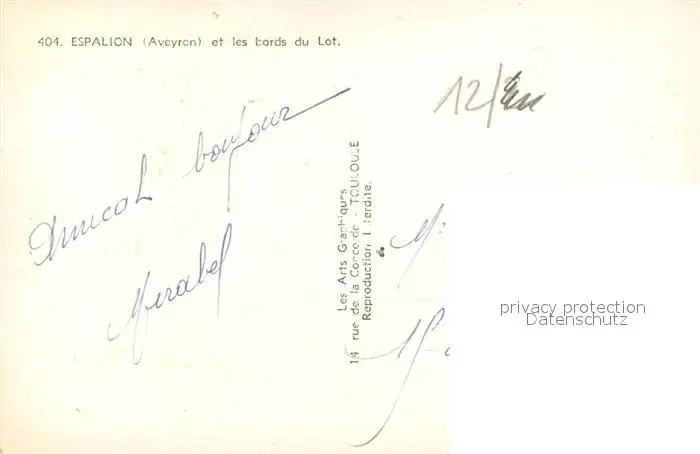 404. ESPALION (Aveyron) et les bords du Lot.
12/
Amical bonjour
Mirabel
Les Arts Graphiques
14 rue de la Concorde - TOULOUSE
Reproduction Interdite.
M.
privacy protection
Datenschutz